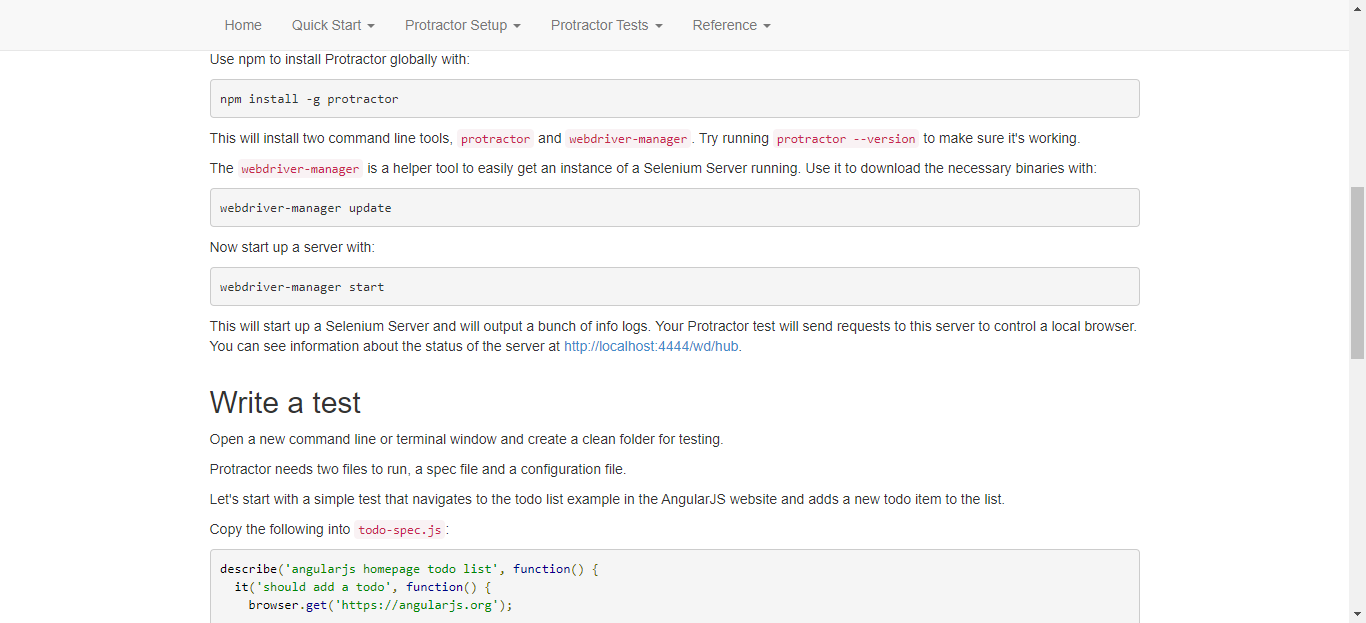 Home Quick Start Protractor Setup Protractor Tests Reference
Use npm to install Protractor globally with:
npm install -g protractor
This will install two command line tools, protractor and webdriver-manager. Try running protractor --version to make sure it's working.
The webdriver-manager is a helper tool to easily get an instance of a Selenium Server running. Use it to download the necessary binaries with:
webdriver-manager update
Now start up a server with:
webdriver-manager start
This will start up a Selenium Server and will output a bunch of info logs. Your Protractor test will send requests to this server to control a local browser.
You can see information about the status of the server at http://localhost:4444/wd/hub.
Write a test
Open a new command line or terminal window and create a clean folder for testing.
Protractor needs two files to run, a spec file and a configuration file.
Let's start with a simple test that navigates to the todo list example in the AngularJS website and adds a new todo item to the list.
Copy the following into todo-spec.js:
describe('angularjs homepage todo list', function() {
  it('should add a todo', function() {
    browser.get('https://angularjs.org');